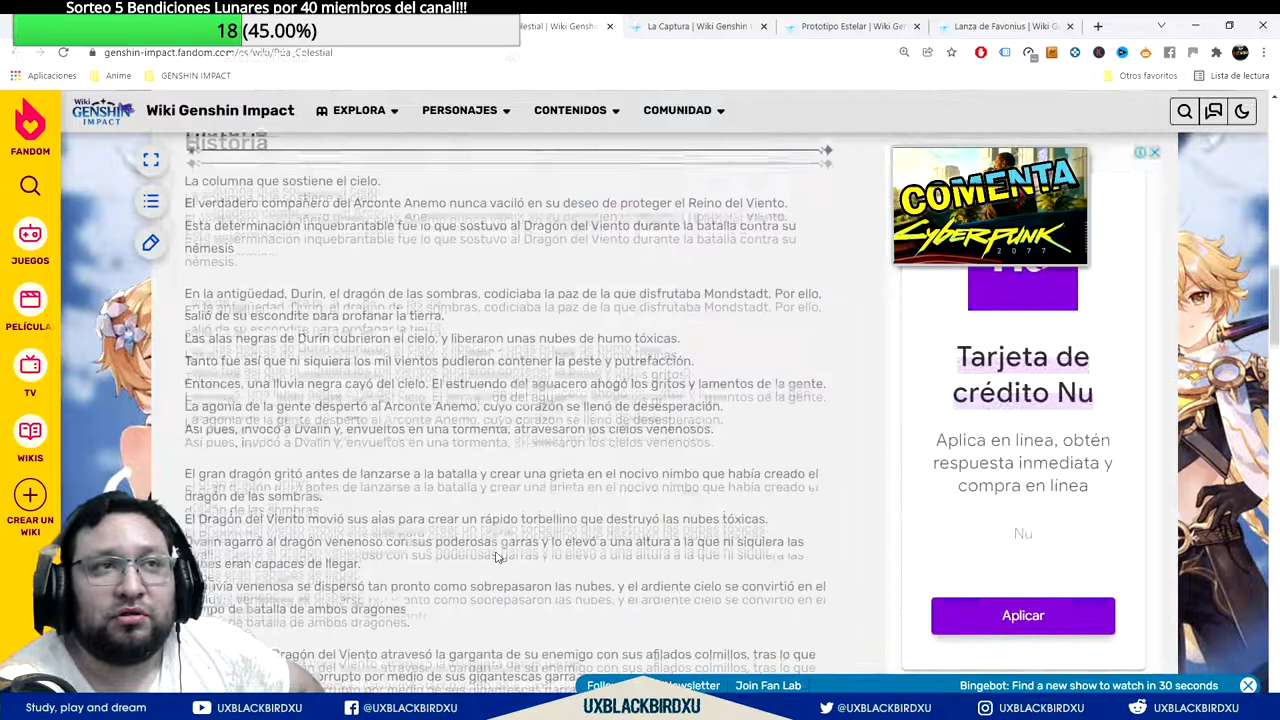 Sorteo 5 Bendiciones Lunares por 40 miembros del canal!!!
18 (45.00%)
elestial | Wiki Genshin
La Captura | Wiki Genshin I
Prototipo Estelar | Wiki Gen
Lanza de Favonius | Wiki G
genshin-impact.fandom.com/es/wiki/Púa_Celestial
Aplicaciones
Anime
GENSHIN IMPACT
Otros favoritos
Lista de lectura
FANDOM
Wiki
GENSHIN
IMPACT
Wiki Genshin Impact
EXPLORA
PERSONAJES
CONTENIDOS
COMUNIDAD
JUEGOS
PELÍCULA
TV
WIKIS
CREAR UN
WIKI
Historia
La columna que sostiene el cielo.
El verdadero compañero del Arconte Anemo nunca vaciló en su deseo de proteger el Reino del Viento.
Esta determinación inquebrantable fue lo que sostuvo al Dragón del Viento durante la batalla contra su
némesis.
En la antigüedad, Durin, el dragón de las sombras, codiciaba la paz de la que disfrutaba Mondstadt. Por ello,
salió de su escondite para profanar la tierra.
Las alas negras de Durin cubrieron el cielo, y liberaron unas nubes de humo tóxicas.
Tanto fue así que ni siquiera los mil vientos pudieron contener la peste y putrefacción.
Entonces, una lluvia negra cayó del cielo. El estruendo del aguacero ahogó los gritos y lamentos de la gente.
La agonía de la gente despertó al Arconte Anemo, cuyo corazón se llenó de desesperación.
Así pues, invocó a Dvalin y, envueltos en una tormenta, atravesaron los cielos venenosos.
El gran dragón gritó antes de lanzarse a la batalla y crear una grieta en el nocivo nimbo que había creado el
dragón de las sombras.
El Dragón del Viento movió sus alas para crear un rápido torbellino que destruyó las nubes tóxicas.
Dvalin agarró al dragón venenoso con sus poderosas garras y lo elevó a una altura a la que ni siquiera las
nubes eran capaces de llegar.
lluvia venenosa se dispersó tan pronto como sobrepasaron las nubes, y el ardiente cielo se convirtió en el
mpo de batalla de ambos dragones.
Dragón del Viento atravesó la garganta de su enemigo con sus afilados colmillos, tras lo que
orrupto por medio de sus gigantescas garra
COMENTA
CYBERPUNK
2077
Tarjeta de
crédito Nu
Aplica en línea, obtén
respuesta inmediata y
compra en línea
Nu
Aplicar
Follow
Newsletter
Join Fan Lab
Bingebot: Find a new show to watch in 30 seconds
Study, play and dream
UXBLACKBIRDXU
@UXBLACKBIRDXU
UXBLACKBIRDXU
@UXBLACKBIRDXU
UXBLACKBIRDXU
UXBLACKBIRDXU